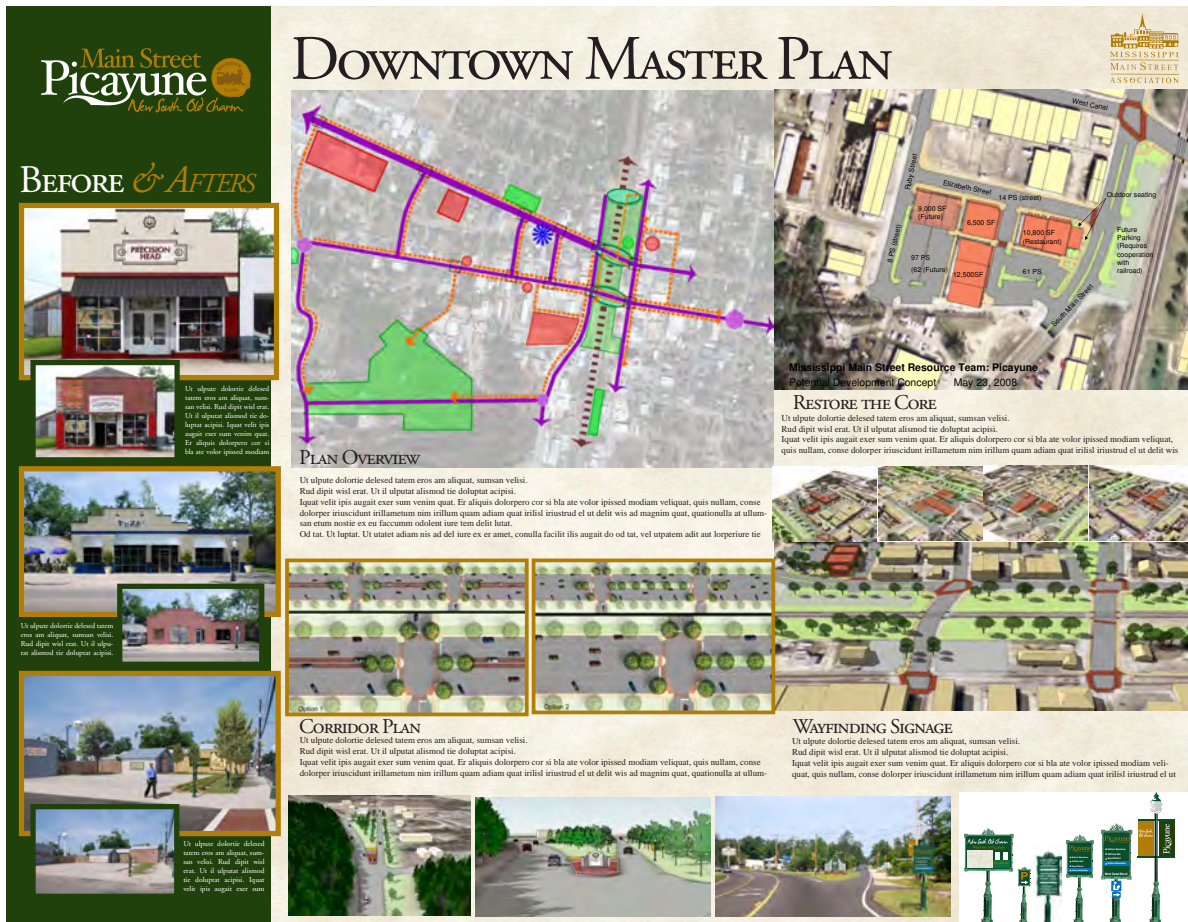 Main Street
Picayune
New South. Old Charm.
BEFORE & AFTERS
PRECISION
HEAD
Ut ulpute dolortie delesed
tatem eros am aliquat, sum-
san velisi. Rud dipit wisl erat.
Ut il ulputat alismod tie do-
luptat acipisi. Iquat velit ipis
augait exer sum venim quat.
Er aliquis dolorpero cor si
bla ate volor ipissed modiam
Ut ulpute dolortie delesed tatem
eros am aliquat, sumsan velisi.
Rud dipit wisl erat. Ut il ulpu-
tat alismod tie doluptat acipisi.
Ut ulpute dolortie delesed
tatem eros am aliquat, sum-
san velisi. Rud dipit wisl
erat. Ut il ulputat alismod
tie doluptat acipisi. Iquat
velit ipis augait exer sum
DOWNTOWN MASTER PLAN
MISSISSIPPI
MAIN STREET
ASSOCIATION
PLAN OVERVIEW
Ut ulpute dolortie delesed tatem eros am aliquat, sumsan velisi.
Rud dipit wisl erat. Ut il ulputat alismod tie doluptat acipisi.
Iquat velit ipis augait exer sum venim quat. Er aliquis dolorpero cor si bla ate volor ipissed modiam veliquat, quis nullam, conse
dolorper iriuscidunt irillametum nim irillum quam adiam quat irilisl iriustrud el ut delit wis ad magnim quat, quationulla at ullum-
san etum nostie ex eu faccumm odolent iure tem delit lutat.
Od tat. Ut luptat. Ut utatet adiam nis ad del iure ex er amet, conulla facilit ilis augait do od tat, vel utpatem adit aut lorperiure tie
West Canal
Ruby Street
Elizabeth Street
14 PS (street)
Outdoor seating
9,000 SF
(Future)
6,500 SF
10,800 SF
(Restaurant)
8 PS (street)
97 PS
(62 (Future)
12,500SF
61 PS
Future
Parking
(Requires
cooperation
with
railroad)
South Main Street
Mississippi Main Street Resource Team: Picayune
Potential Development Concept May 23, 2008
RESTORE THE CORE
Ut ulpute dolortie delesed tatem eros am aliquat, sumsan velisi.
Rud dipit wisl erat. Ut il ulputat alismod tie doluptat acipisi.
Iquat velit ipis augait exer sum venim quat. Er aliquis dolorpero cor si bla ate volor ipissed modiam veliquat,
quis nullam, conse dolorper iriuscidunt irillametum nim irillum quam adiam quat irilisl iriustrud el ut delit wis
Option 1
Option 2
CORRIDOR PLAN
Ut ulpute dolortie delesed tatem eros am aliquat, sumsan velisi.
Rud dipit wisl erat. Ut il ulputat alismod tie doluptat acipisi.
Iquat velit ipis augait exer sum venim quat. Er aliquis dolorpero cor si bla ate volor ipissed modiam veliquat, quis nullam, conse
dolorper iriuscidunt irillametum nim irillum quam adiam quat irilisl iriustrud el ut delit wis ad magnim quat, quationulla at ullum-
WAYFINDING SIGNAGE
Ut ulpute dolortie delesed tatem eros am aliquat, sumsan velisi.
Rud dipit wisl erat. Ut il ulputat alismod tie doluptat acipisi.
Iquat velit ipis augait exer sum venim quat. Er aliquis dolorpero cor si bla ate volor ipissed modiam veli-
quat, quis nullam, conse dolorper iriuscidunt irillametum nim irillum quam adiam quat irilisl iriustrud el ut
New South. Old Charm.
P
Picayune
Picayune
Picayune